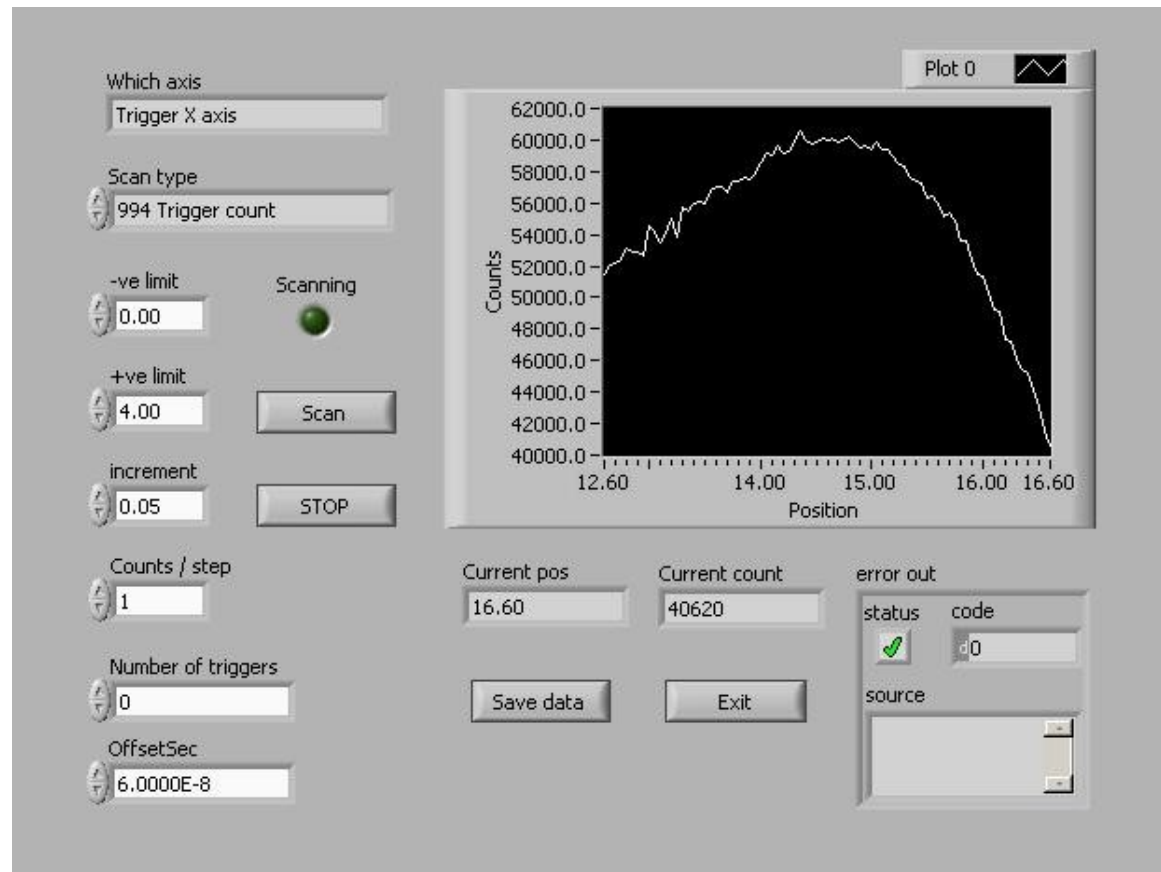 Which axis
Trigger X axis
Scan type
994 Trigger count
-ve limit
0.00
Scanning
+ve limit
4.00
Scan
increment
0.05
STOP
Counts / step
1
Number of triggers
0
OffsetSec
6.0000E-8
Plot 0
62000.0
60000.0
58000.0
56000.0
54000.0
52000.0
50000.0
48000.0
46000.0
44000.0
42000.0
40000.0
Counts
12.60 14.00 15.00 16.00 16.60
Position
Current pos
16.60
Current count
40620
Save data
Exit
error out
status
code
d0
source